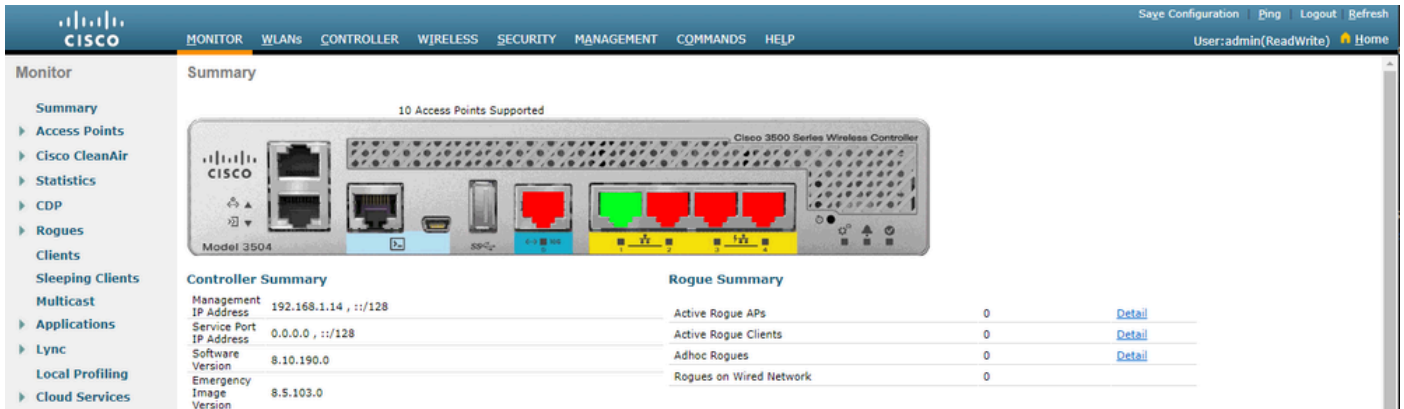 Save Configuration | Ping | Logout | Refresh
CISCO
MONITOR WLANs CONTROLLER WIRELESS SECURITY MANAGEMENT COMMANDS HELP
User:admin(ReadWrite) Home
Monitor
Summary
Access Points
Cisco CleanAir
Statistics
CDP
Rogues
Clients
Sleeping Clients
Multicast
Applications
Lync
Local Profiling
Cloud Services
Summary
10 Access Points Supported
Cisco 3500 Series Wireless Controller
CISCO
Model 3504
1 2 3 4
Controller Summary
Management
IP Address 192.168.1.14 , ::/128
Service Port
IP Address 0.0.0.0 , ::/128
Software
Version 8.10.190.0
Emergency
Image
Version 8.5.103.0
Rogue Summary
Active Rogue APs 0 Detail
Active Rogue Clients 0 Detail
Adhoc Rogues 0 Detail
Rogues on Wired Network 0